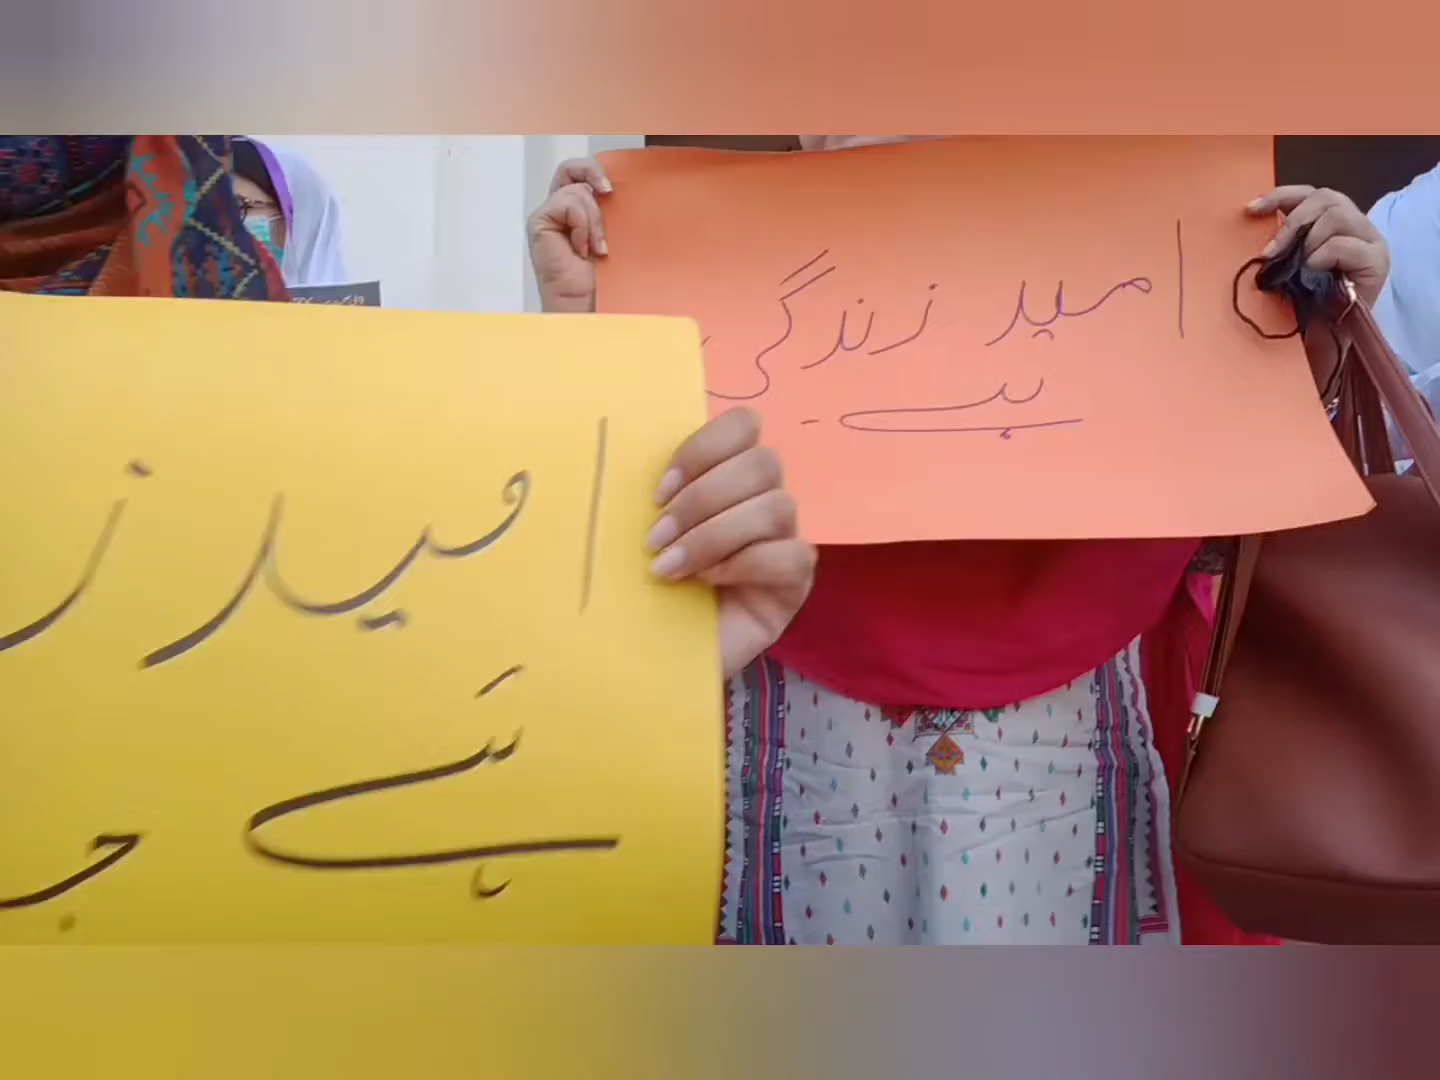 امید زندگی
ہے -
امید ز
ہے